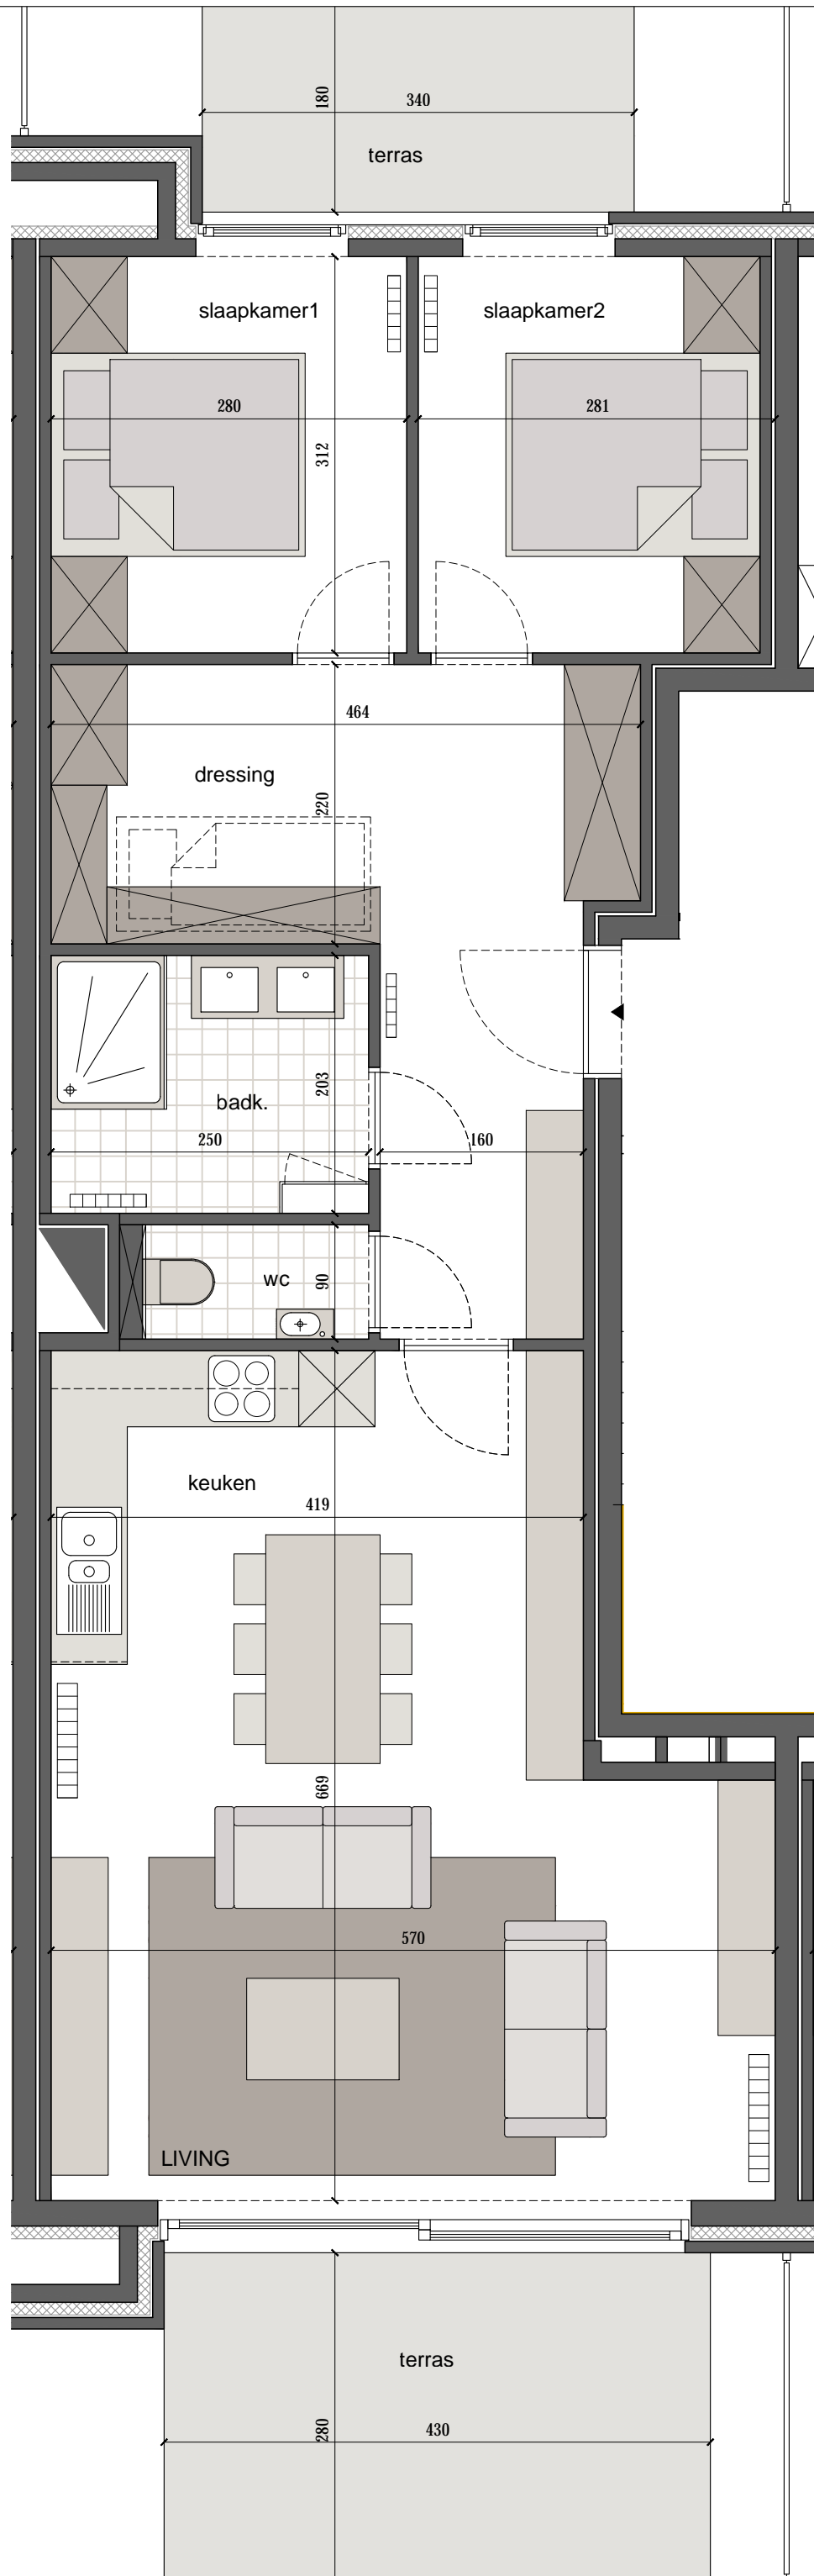 180
340
terras
slaapkamer1
slaapkamer2
280
281
312
464
dressing
220
203
badk.
250
160
wc
90
keuken
419
669
570
LIVING
terras
280
430